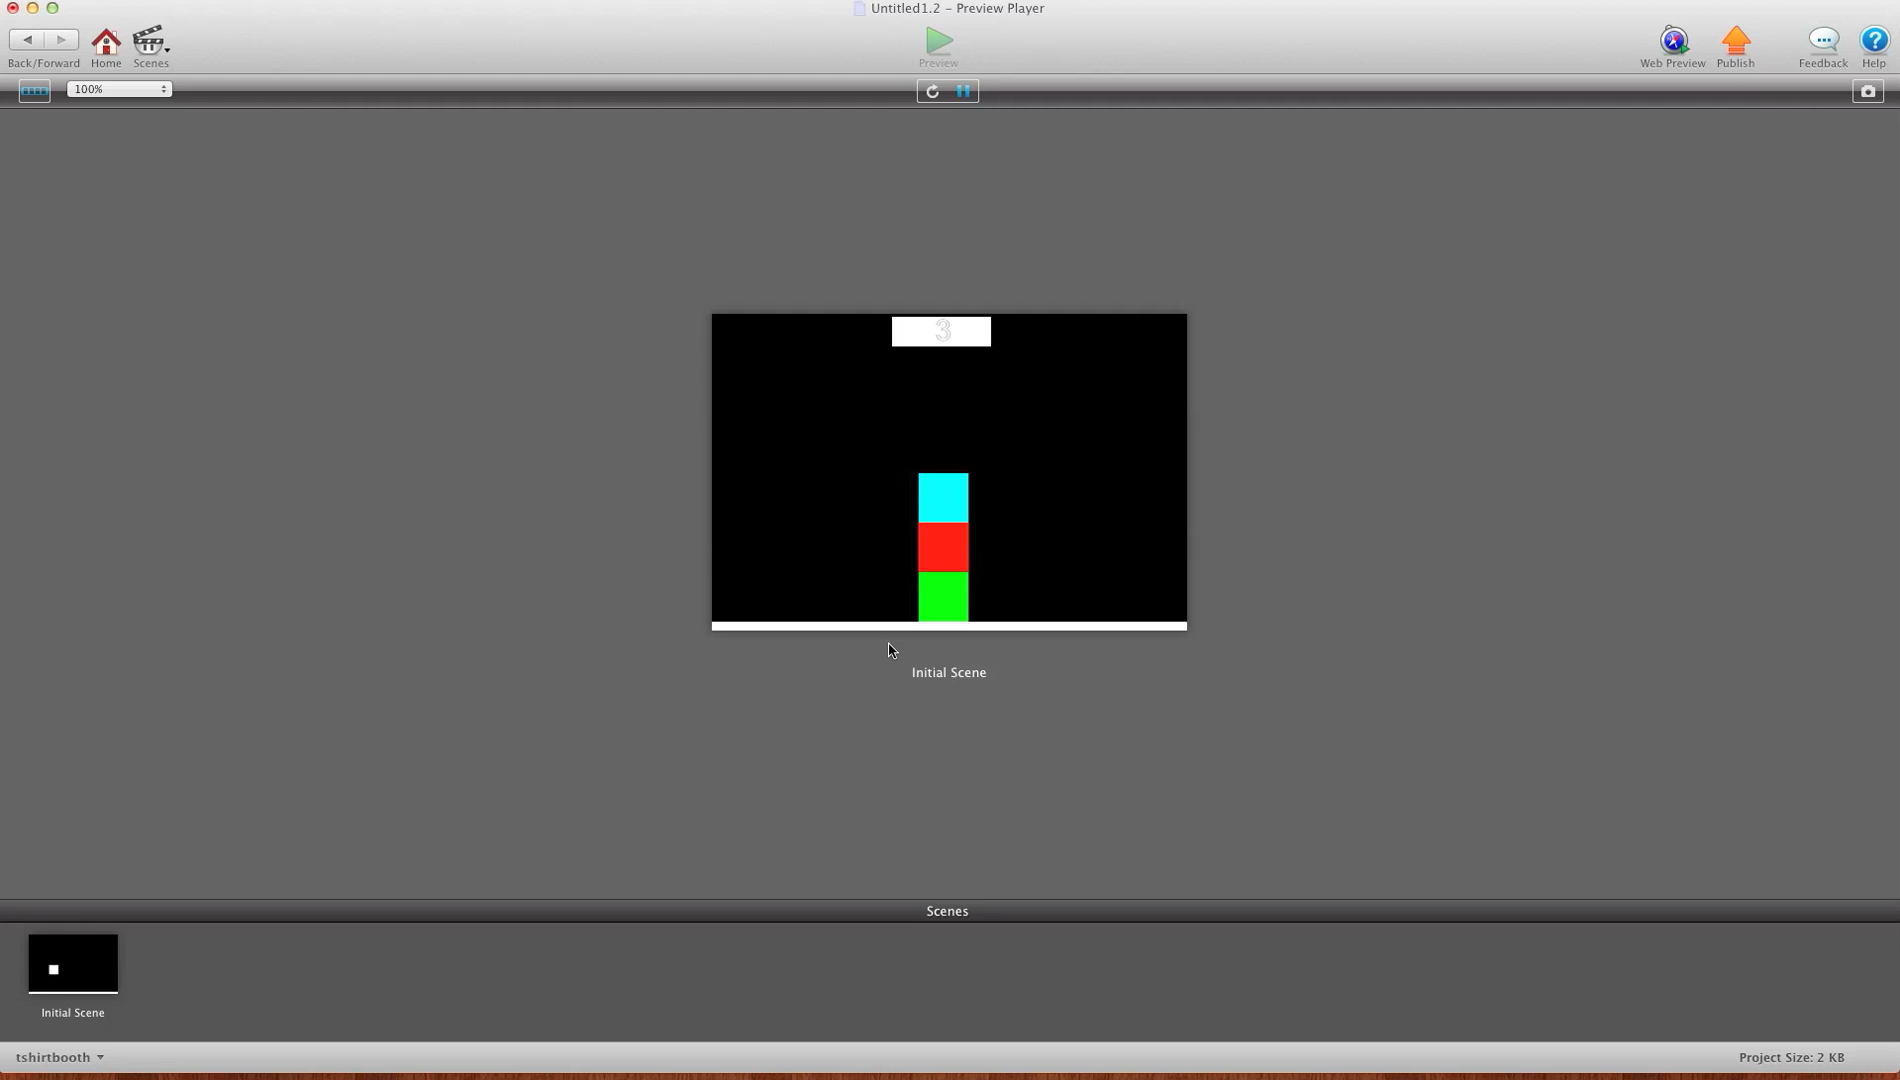 Untitled1.2 – Preview Player
Back/Forward
Home
Scenes
Preview
Web Preview
Publish
Feedback
Help
100%
3
Initial Scene
Scenes
Initial Scene
tshirtbooth
Project Size: 2 KB